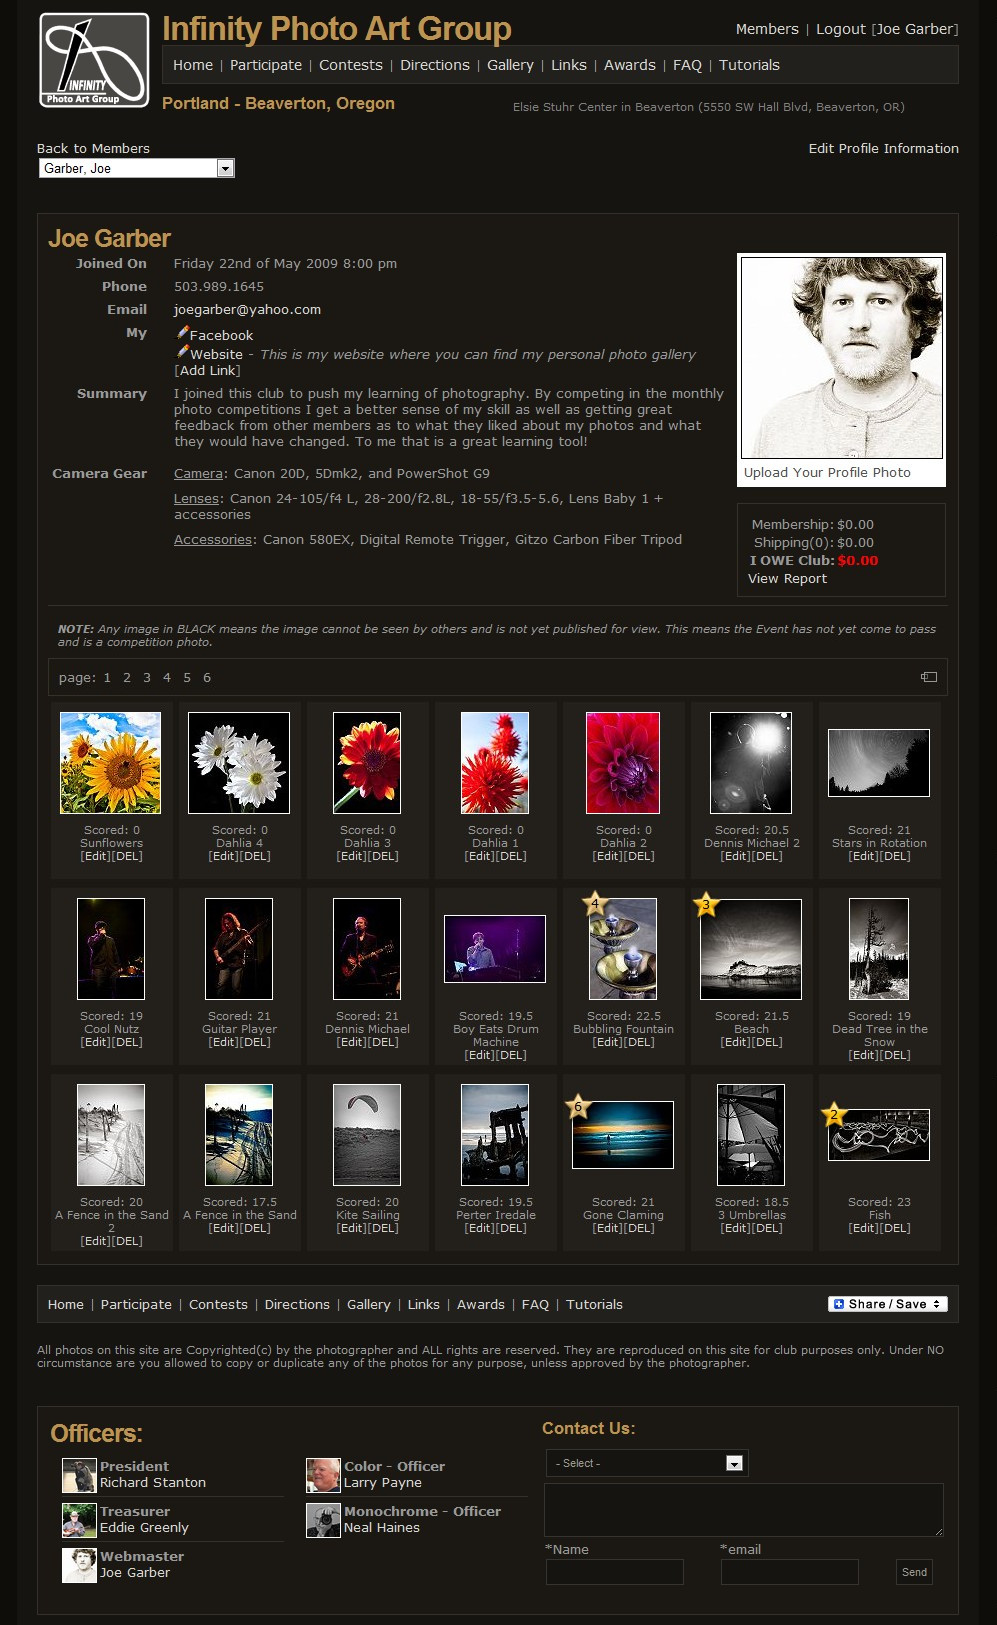 INFINITY
Photo Art Group
Infinity Photo Art Group
Members | Logout [Joe Garber]
Home | Participate | Contests | Directions | Gallery | Links | Awards | FAQ | Tutorials
Portland - Beaverton, Oregon
Elsie Stuhr Center in Beaverton (5550 SW Hall Blvd, Beaverton, OR)
Back to Members
Edit Profile Information
Garber, Joe
Joe Garber
Joined On Friday 22nd of May 2009 8:00 pm
Phone 503.989.1645
Email joegarber@yahoo.com
My Facebook
Website - This is my website where you can find my personal photo gallery
[Add Link]
Summary I joined this club to push my learning of photography. By competing in the monthly
photo competitions I get a better sense of my skill as well as getting great
feedback from other members as to what they liked about my photos and what
they would have changed. To me that is a great learning tool!
Camera Gear Camera: Canon 20D, 5Dmk2, and PowerShot G9
Lenses: Canon 24-105/f4 L, 28-200/f2.8L, 18-55/f3.5-5.6, Lens Baby 1 +
accessories
Accessories: Canon 580EX, Digital Remote Trigger, Gitzo Carbon Fiber Tripod
Upload Your Profile Photo
Membership: $0.00
Shipping(0): $0.00
I OWE Club: $0.00
View Report
NOTE: Any image in BLACK means the image cannot be seen by others and is not yet published for view. This means the Event has not yet come to pass
and is a competition photo.
page: 1 2 3 4 5 6
Scored: 0
Sunflowers
[Edit][DEL]
Scored: 0
Dahlia 4
[Edit][DEL]
Scored: 0
Dahlia 3
[Edit][DEL]
Scored: 0
Dahlia 1
[Edit][DEL]
Scored: 0
Dahlia 2
[Edit][DEL]
Scored: 20.5
Dennis Michael 2
[Edit][DEL]
Scored: 21
Stars in Rotation
[Edit][DEL]
Scored: 19
Cool Nutz
[Edit][DEL]
Scored: 21
Guitar Player
[Edit][DEL]
Scored: 21
Dennis Michael
[Edit][DEL]
Scored: 19.5
Boy Eats Drum
Machine
[Edit][DEL]
4
Scored: 22.5
Bubbling Fountain
[Edit][DEL]
3
Scored: 21.5
Beach
[Edit][DEL]
Scored: 19
Dead Tree in the
Snow
[Edit][DEL]
Scored: 20
A Fence in the Sand
2
[Edit][DEL]
Scored: 17.5
A Fence in the Sand
[Edit][DEL]
Scored: 20
Kite Sailing
[Edit][DEL]
Scored: 19.5
Perter Iredale
[Edit][DEL]
6
Scored: 21
Gone Claming
[Edit][DEL]
Scored: 18.5
3 Umbrellas
[Edit][DEL]
2
Scored: 23
Fish
[Edit][DEL]
Home | Participate | Contests | Directions | Gallery | Links | Awards | FAQ | Tutorials
Share / Save
All photos on this site are Copyrighted(c) by the photographer and ALL rights are reserved. They are reproduced on this site for club purposes only. Under NO
circumstance are you allowed to copy or duplicate any of the photos for any purpose, unless approved by the photographer.
Officers:
President
Richard Stanton
Treasurer
Eddie Greenly
Webmaster
Joe Garber
Color - Officer
Larry Payne
Monochrome - Officer
Neal Haines
Contact Us:
- Select -
*Name
*email
Send